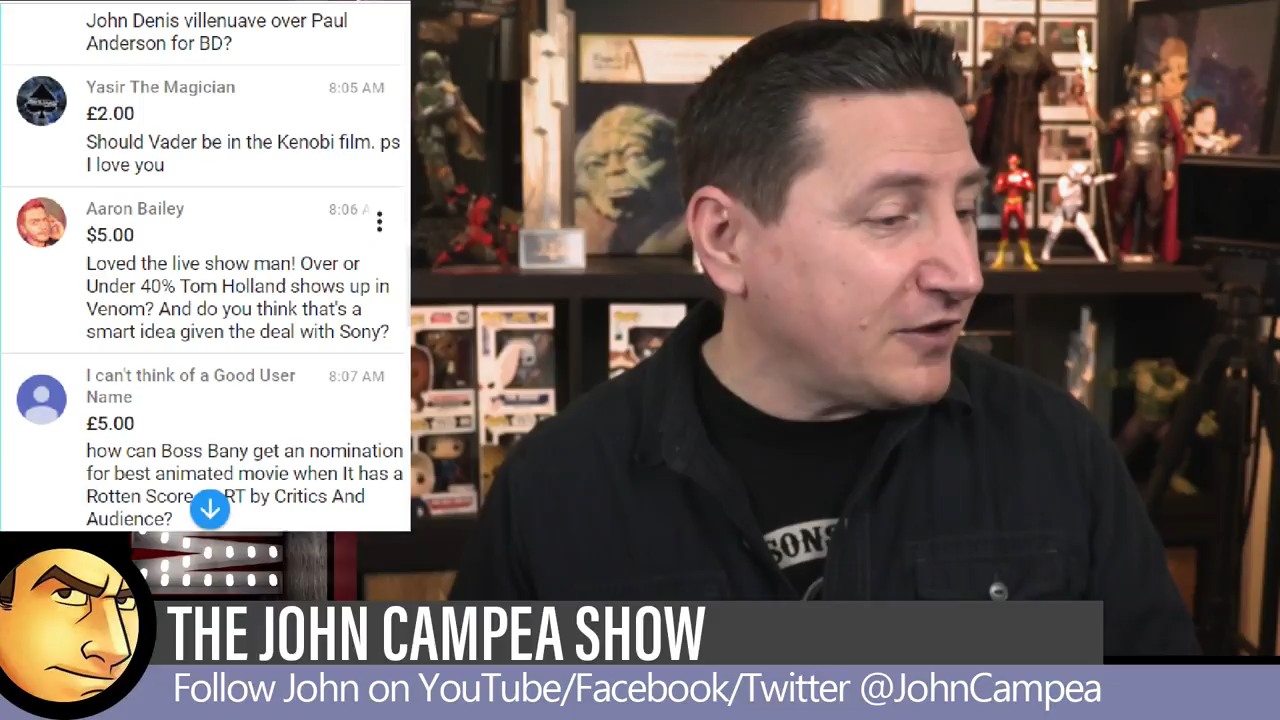 John Denis villenuave over Paul
Anderson for BD?
Yasir The Magician 8:05 AM
£2.00
Should Vader be in the Kenobi film. ps
I love you
Aaron Bailey 8:06 A
$5.00
Loved the live show man! Over or
Under 40% Tom Holland shows up in
Venom? And do you think that's a
smart idea given the deal with Sony?
I can't think of a Good User 8:07 AM
Name
£5.00
how can Boss Bany get an nomination
for best animated movie when It has a
Rotten Score RT by Critics And
Audience?
SONS
THE JOHN CAMPEA SHOW
Follow John on YouTube/Facebook/Twitter @JohnCampea